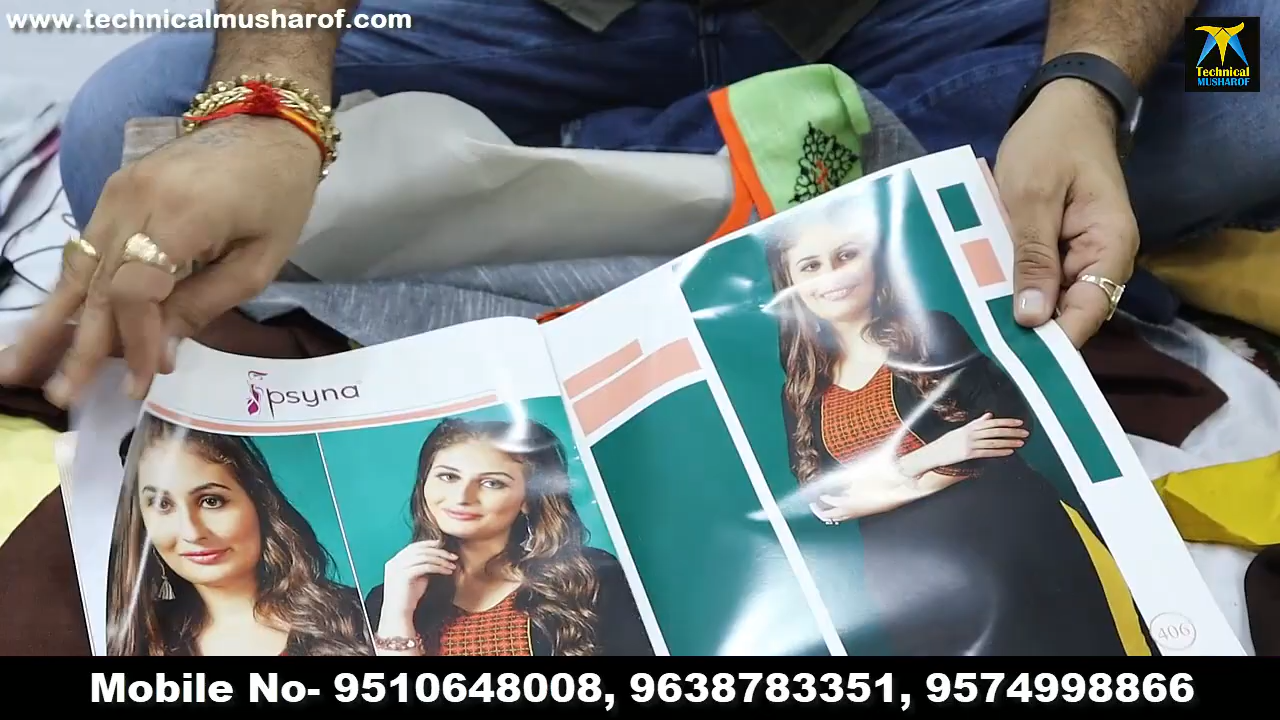 www.technicalmusharof.com
Technical
MUSHAROF
psyna
406
Mobile No- 9510648008, 9638783351, 9574998866